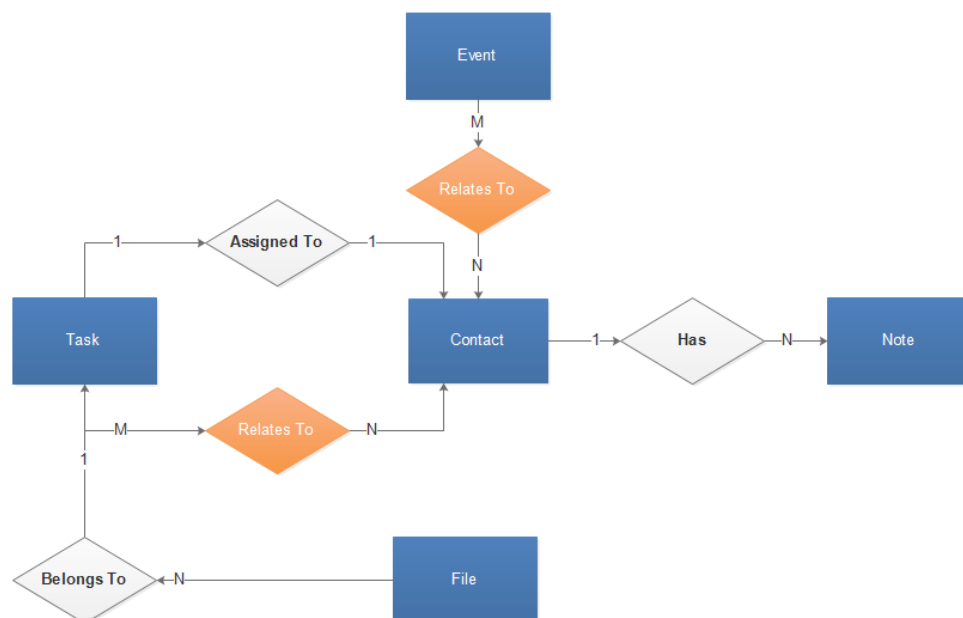 Event
M
Relates To
N
1
Assigned To
1
Task
Contact
1
Has
N
Note
M
Relates To
N
1
Belongs To
N
File